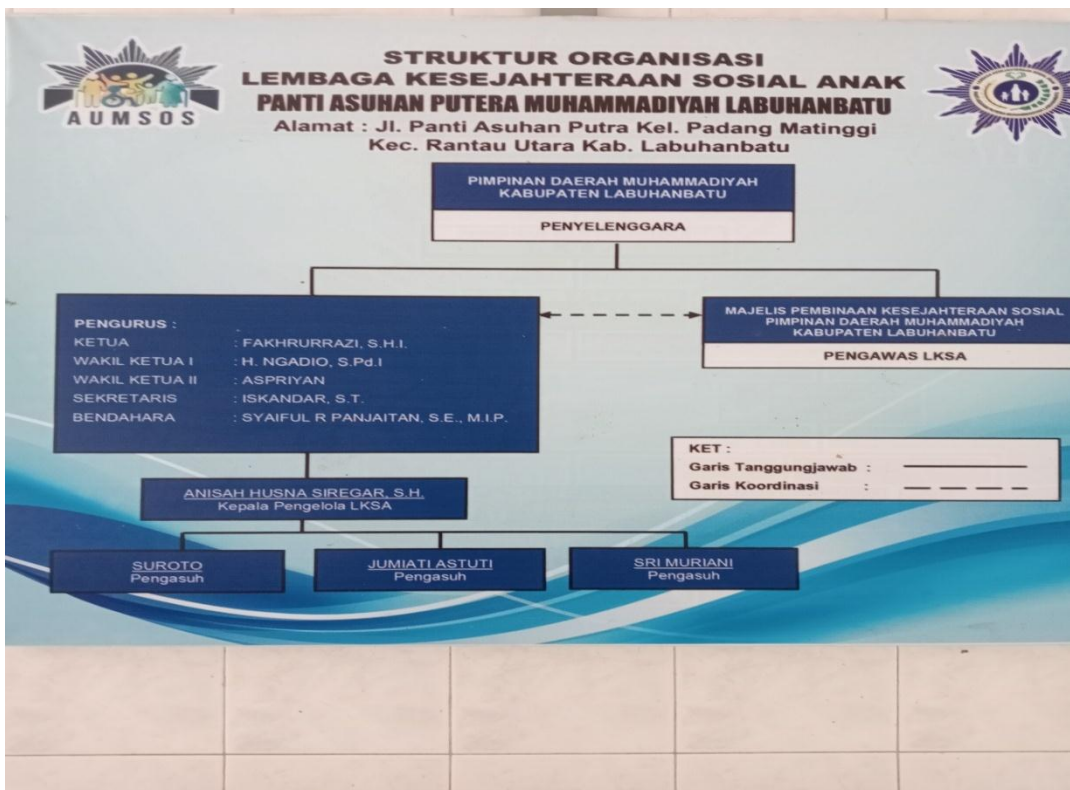 AUMSOS
STRUKTUR ORGANISASI
LEMBAGA KESEJAHTERAAN SOSIAL ANAK
PANTI ASUHAN PUTERA MUHAMMADIYAH LABUHANBATU
Alamat : Jl. Panti Asuhan Putra Kel. Padang Matinggi
Kec. Rantau Utara Kab. Labuhanbatu
PIMPINAN DAERAH MUHAMMADIYAH
KABUPATEN LABUHANBATU
PENYELENGGARA
PENGURUS :
KETUA : FAKHRURRAZI, S.H.I.
WAKIL KETUA I : H. NGADIO, S.Pd.I
WAKIL KETUA II : ASPRIYAN
SEKRETARIS : ISKANDAR, S.T.
BENDAHARA : SYAIFUL R PANJAITAN, S.E., M.I.P.
MAJELIS PEMBINAAN KESEJAHTERAAN SOSIAL
PIMPINAN DAERAH MUHAMMADIYAH
KABUPATEN LABUHANBATU
PENGAWAS LKSA
KET :
Garis Tanggungjawab :
Garis Koordinasi :
ANISAH HUSNA SIREGAR, S.H.
Kepala Pengelola LKSA
SUROTO
Pengasuh
JUMIATI ASTUTI
Pengasuh
SRI MURIANI
Pengasuh